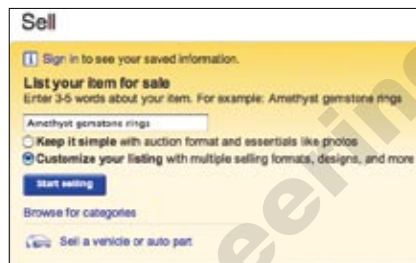 Sell
Sign in to see your saved information.
List your item for sale
Enter 3-5 words about your item. For example: Amethyst gemstone rings
Amethyst gemstone rings
Keep it simple with auction format and essentials like photos
Customize your listing with multiple selling formats, designs, and more
Start selling
Browse for categories
Sell a vehicle or auto part